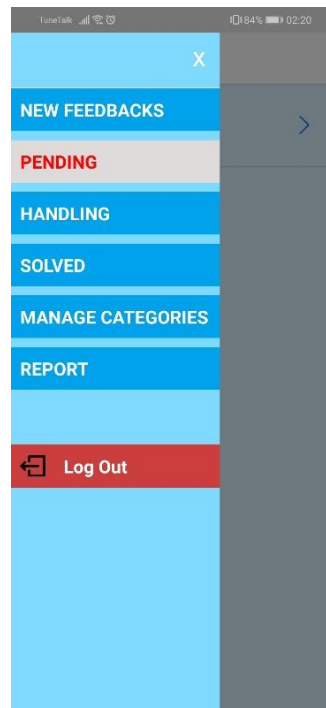 TuneTalk 84% 02:20
X
NEW FEEDBACKS
PENDING
HANDLING
SOLVED
MANAGE CATEGORIES
REPORT
Log Out